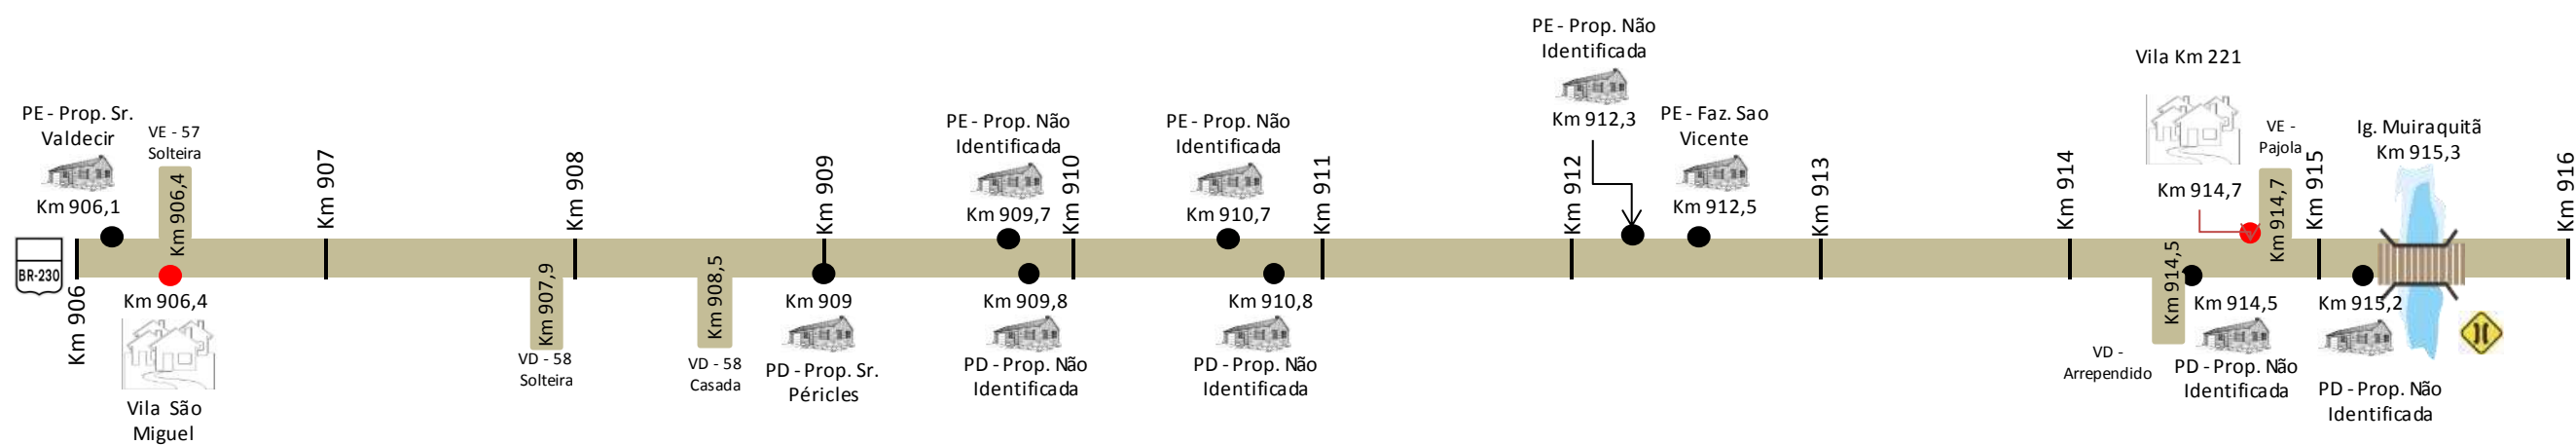 PE - Prop. Sr.
Valdecir
Km 906,1
VE - 57
Solteira
Km 906,4
BR-230
Km 906
Km 906,4
Vila São
Miguel
Km 907
Km 907,9
VD - 58
Solteira
Km 908
Km 908,5
VD - 58
Casada
Km 909
Km 909
PD - Prop. Sr.
Péricles
PE - Prop. Não
Identificada
Km 909,7
Km 909,8
PD - Prop. Não
Identificada
Km 910
PE - Prop. Não
Identificada
Km 910,7
Km 910,8
PD - Prop. Não
Identificada
Km 911
Km 912
PE - Prop. Não
Identificada
Km 912,3
PE - Faz. Sao
Vicente
Km 912,5
Km 913
Km 914
VD -
Arrependido
Km 914,5
Km 914,5
PD - Prop. Não
Identificada
Vila Km 221
Km 914,7
VE -
Pajola
Km 914,7
Km 915
Km 915,2
PD - Prop. Não
Identificada
Ig. Muiraquitã
Km 915,3
Km 916